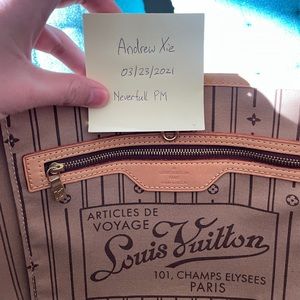 Andrew Xie
03/23/2021
Neverfull PM
ARTICLES DE
VOYAGE
Louis Vuitton
101, CHAMPS ELYSEES
PARIS